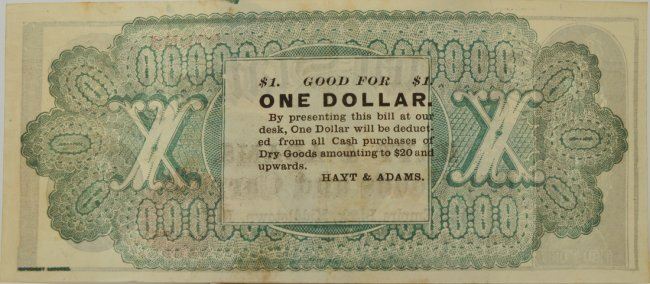 $1. GOOD FOR $1.
ONE DOLLAR.
By presenting this bill at our
desk, One Dollar will be deduct-
ed from all Cash purchases of
Dry Goods amounting to $20 and
upwards.
HAYT & ADAMS.
X X